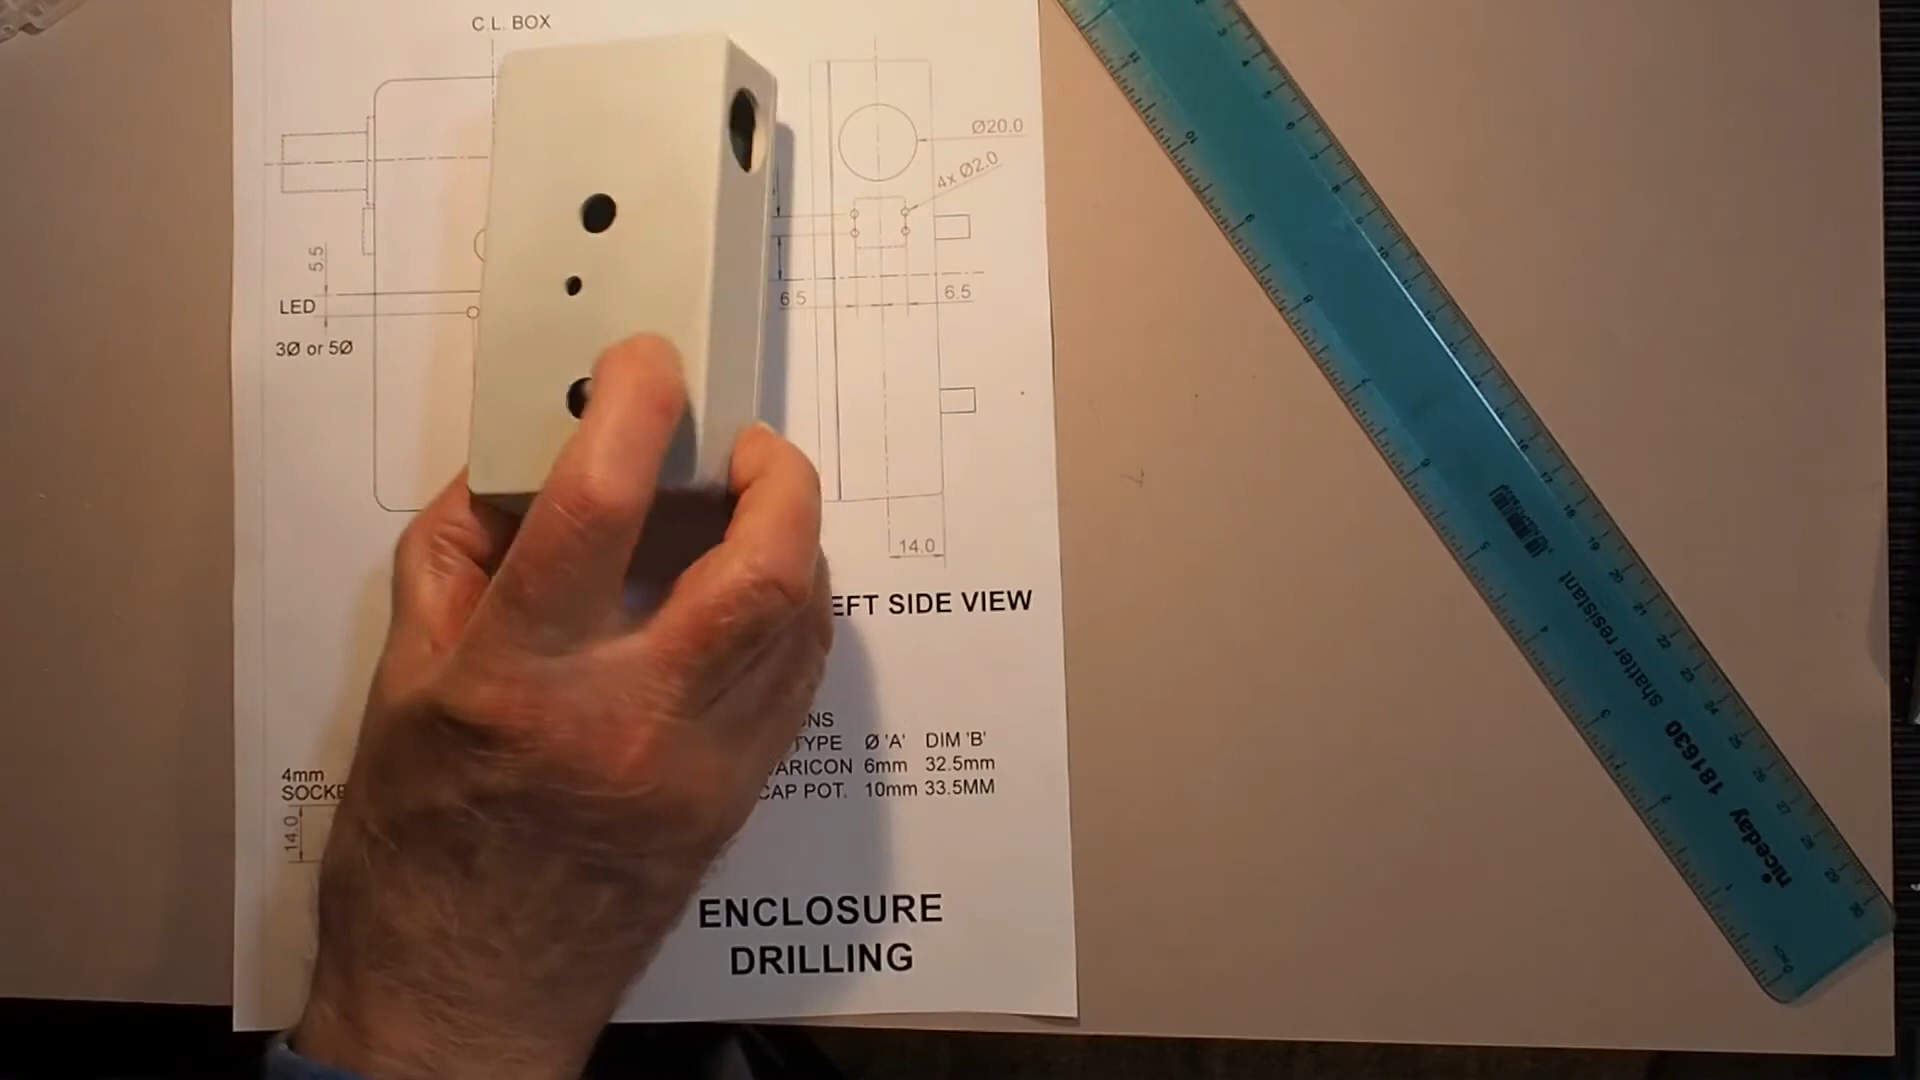 C.L. BOX
Ø20.0
4x Ø2.0
5.5
LED
3Ø or 5Ø
6.5
6.5
14.0
EFT SIDE VIEW
NS
TYPE Ø 'A' DIM 'B'
ARICON 6mm 32.5mm
CAP POT. 10mm 33.5MM
4mm
SOCKE
14.0
ENCLOSURE
DRILLING
shatter resistant
niceday 181630